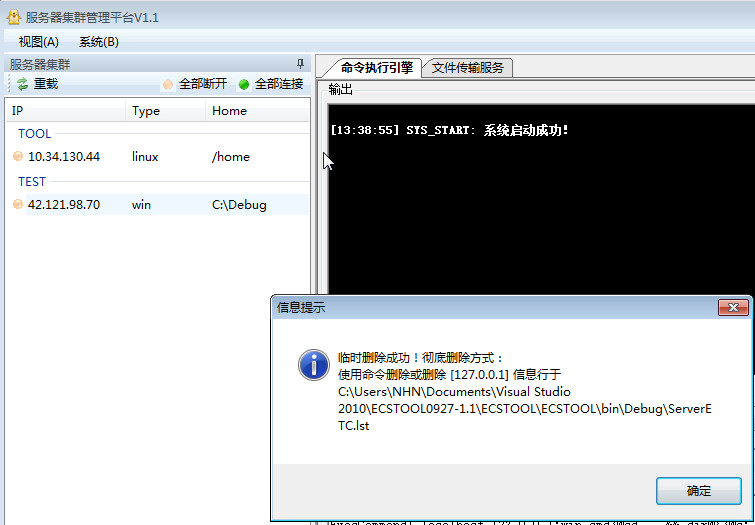 服务器集群管理平台V1.1
视图(A) 系统(B)
服务器集群
重载 全部断开 全部连接
IP Type Home
TOOL
10.34.130.44 linux /home
TEST
42.121.98.70 win C:\Debug
命令执行引擎 文件传输服务
输出
[13:38:55] SYS_START: 系统启动成功!
信息提示
临时删除成功！彻底删除方式：
使用命令删除或删除 [127.0.0.1] 信息行于
C:\Users\NHN\Documents\Visual Studio
2010\ECSTOOL0927-1.1\ECSTOOL\ECSTOOL\bin\Debug\ServerE
TC.lst
确定